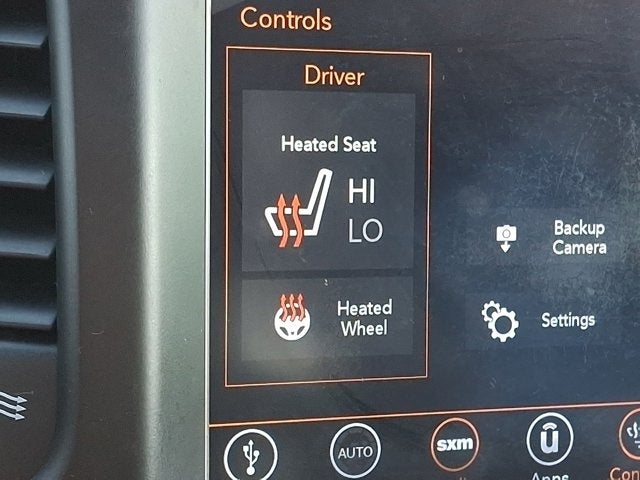 Controls
Driver
Heated Seat
HI
LO
Backup
Camera
Heated
Wheel
Settings
AUTO
sxm
Apps